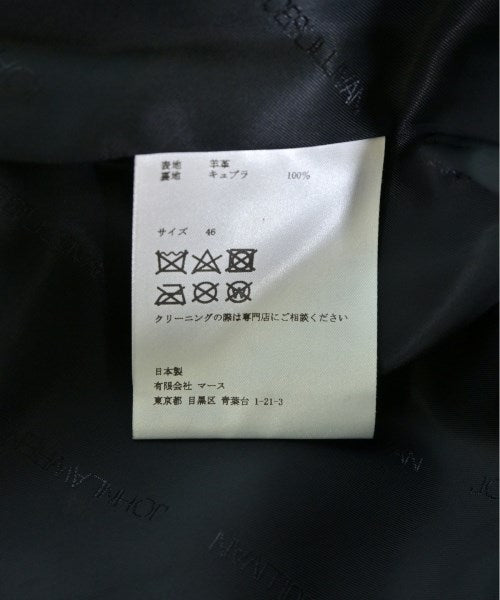 CEPULLMAN
表地 羊革
裏地 キュプラ 100%
サイズ 46
クリーニングの際は専門店にご相談ください
日本製
有限会社 マース
東京都 目黒区 青葉台 1-21-3